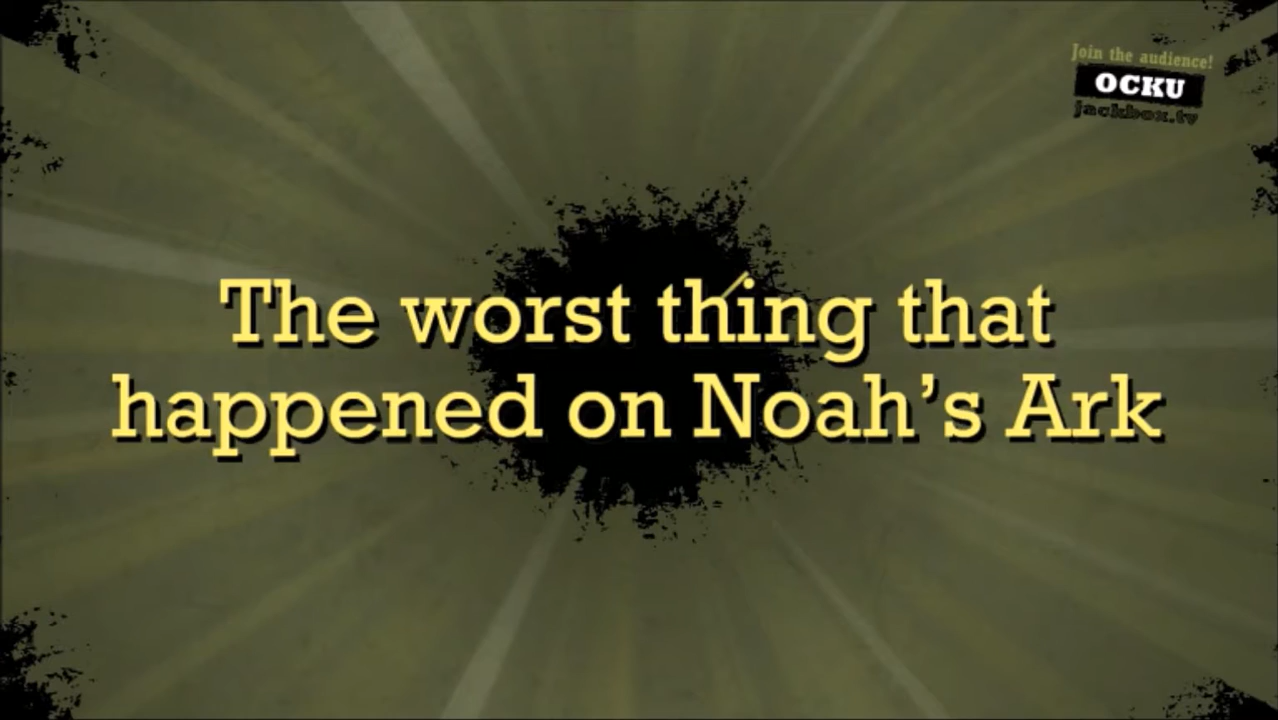 Join the audience!
OCKU
jackbox.tv
The worst thing that
happened on Noah's Ark